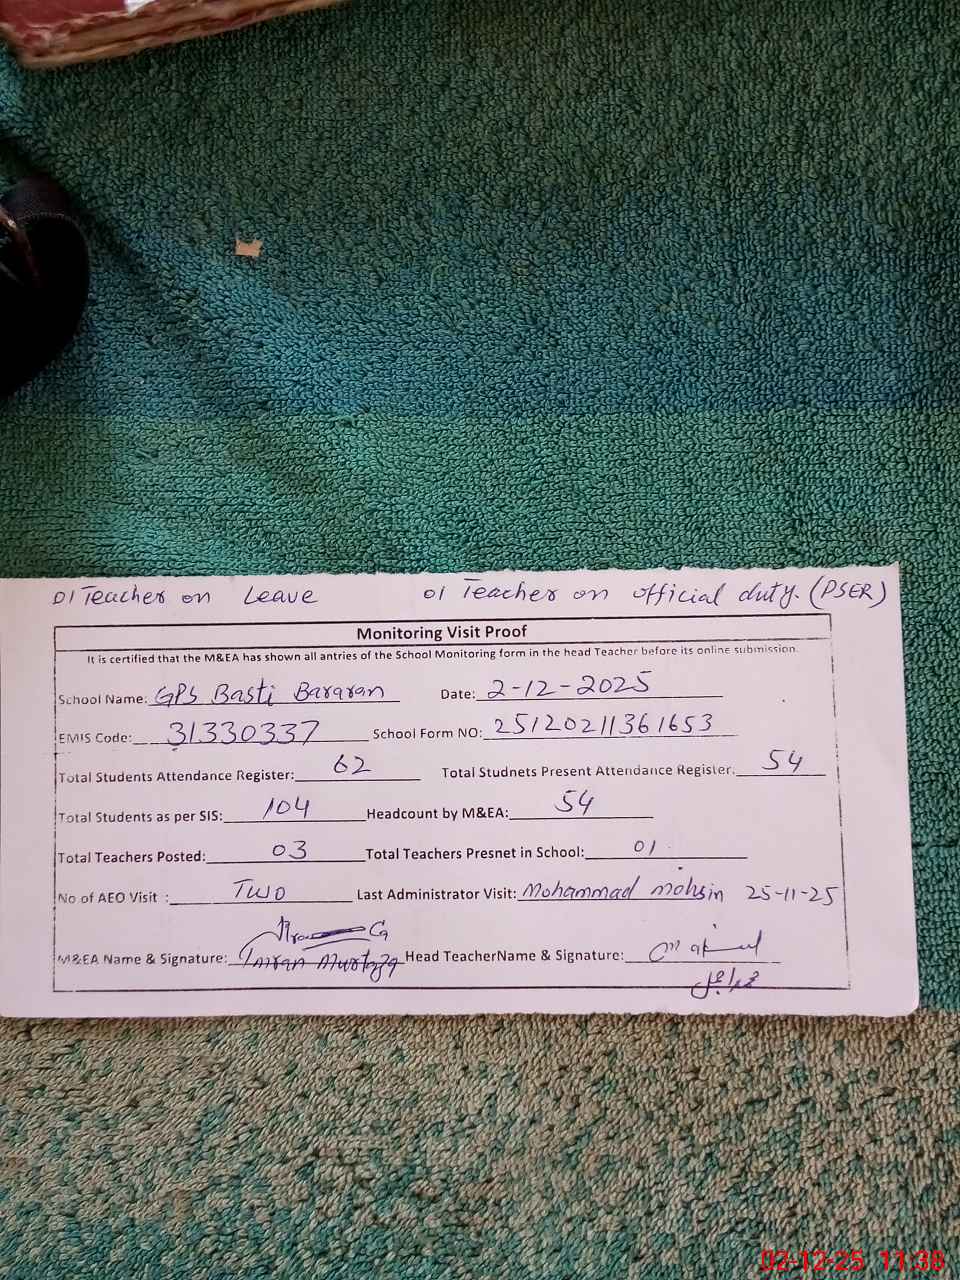 01 Teacher on Leave 01 Teacher on official duty. (PSER)
Monitoring Visit Proof
It is certified that the M&EA has shown all antries of the School Monitoring form in the head Teacher before its online submission.
School Name: GPS Basti Bararan Date: 2-12-2025
EMIS Code: 31330337 School Form NO: 25120211361653
Total Students Attendance Register: 62 Total Studnets Present Attendance Register: 54
Total Students as per SIS: 104 Headcount by M&EA: 54
Total Teachers Posted: 03 Total Teachers Presnet in School: 01
No of AEO Visit : Two Last Administrator Visit: Mohammad mohsin 25-11-25
M&EA Name & Signature: Imran Murtaza Head TeacherName & Signature:
02-12-25 11:38